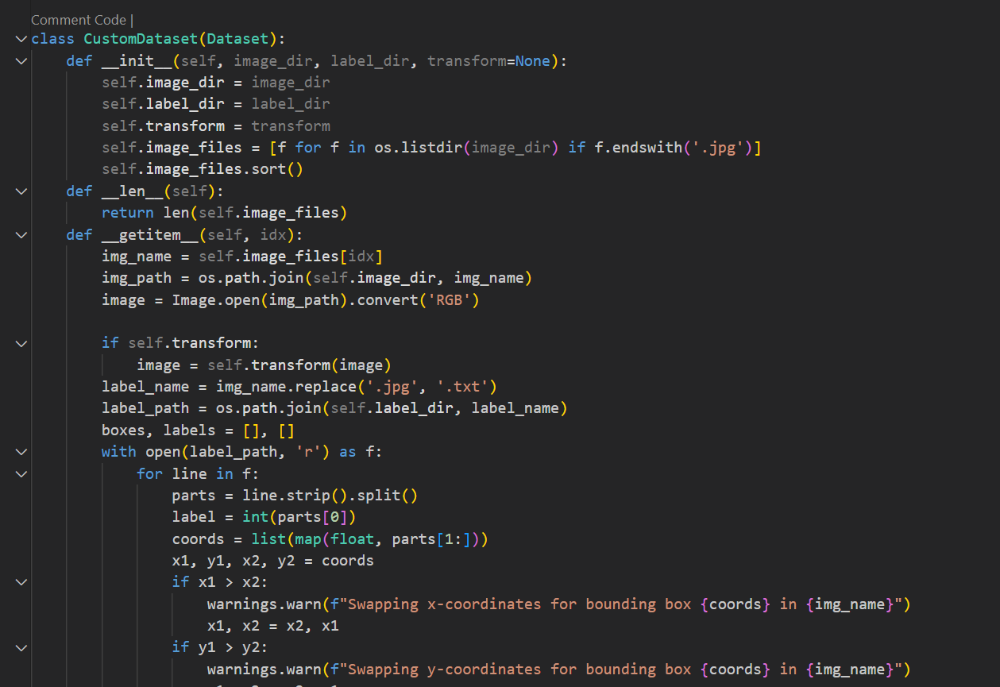 Comment Code |
class CustomDataset(Dataset):
    def __init__(self, image_dir, label_dir, transform=None):
        self.image_dir = image_dir
        self.label_dir = label_dir
        self.transform = transform
        self.image_files = [f for f in os.listdir(image_dir) if f.endswith('.jpg')]
        self.image_files.sort()
    def __len__(self):
        return len(self.image_files)
    def __getitem__(self, idx):
        img_name = self.image_files[idx]
        img_path = os.path.join(self.image_dir, img_name)
        image = Image.open(img_path).convert('RGB')

        if self.transform:
            image = self.transform(image)
        label_name = img_name.replace('.jpg', '.txt')
        label_path = os.path.join(self.label_dir, label_name)
        boxes, labels = [], []
        with open(label_path, 'r') as f:
            for line in f:
                parts = line.strip().split()
                label = int(parts[0])
                coords = list(map(float, parts[1:]))
                x1, y1, x2, y2 = coords
                if x1 > x2:
                    warnings.warn(f"Swapping x-coordinates for bounding box {coords} in {img_name}")
                    x1, x2 = x2, x1
                if y1 > y2:
                    warnings.warn(f"Swapping y-coordinates for bounding box {coords} in {img_name}")